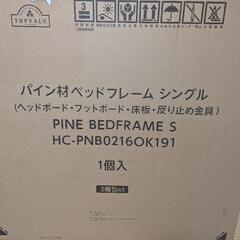 TOPVALU
パイン材ベッドフレーム シングル
(ヘッドボード・フットボード・床板・反り止め金具)
PINE BEDFRAME S
HC-PNB0216OK191
1個入
2梱包の1